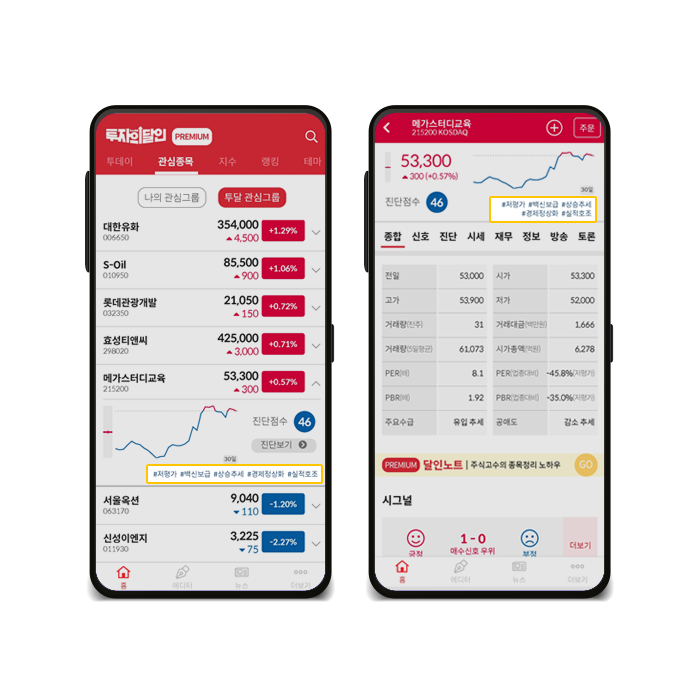 투자의달인 PREMIUM
투데이 관심종목 지수 랭킹 테마
나의 관심그룹 투달 관심그룹
대한유화 354,000 +1.29%
006650 ▲4,500
S-Oil 85,500 +1.06%
010950 ▲900
롯데관광개발 21,050 +0.72%
032350 ▲150
효성티앤씨 425,000 +0.71%
298020 ▲3,000
메가스터디교육 53,300 +0.57%
215200 ▲300
진단점수 46
진단보기
30일
#저평가 #백신보급 #상승추세 #경제정상화 #실적호조
서울옥션 9,040 -1.20%
063170 ▼110
신성이엔지 3,225 -2.27%
011930 ▼75
홈 에디터 뉴스 더보기
메가스터디교육
215200 KOSDAQ
주문
53,300
▲300 (+0.57%)
30일
진단점수 46
#저평가 #백신보급 #상승추세
#경제정상화 #실적호조
종합 신호 진단 시세 재무 정보 방송 토론
전일 53,000 시가 53,300
고가 53,900 저가 52,000
거래량(천주) 31 거래대금(백만원) 1,666
거래량(5일평균) 61,073 시가총액(억원) 6,278
PER(배) 8.1 PER(업종대비) -45.8%(저평가)
PBR(배) 1.92 PBR(업종대비) -35.0%(저평가)
주요수급 유입 추세 공매도 감소 추세
PREMIUM 달인노트 | 주식고수의 종목정리 노하우 GO
시그널
긍정 1 - 0 부정 더보기
매수신호 우위
홈 에디터 뉴스 더보기